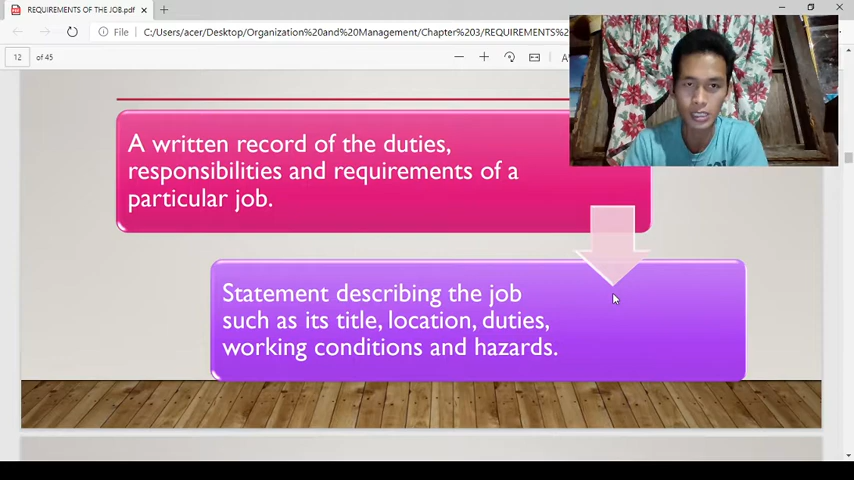 REQUIREMENTS OF THE JOB.pdf
File
C:/Users/acer/Desktop/Organization%20and%20Management/Chapter%203/REQUIREMENTS%2
12
of 45
A written record of the duties,
responsibilities and requirements of a
particular job.
Statement describing the job
such as its title, location, duties,
working conditions and hazards.